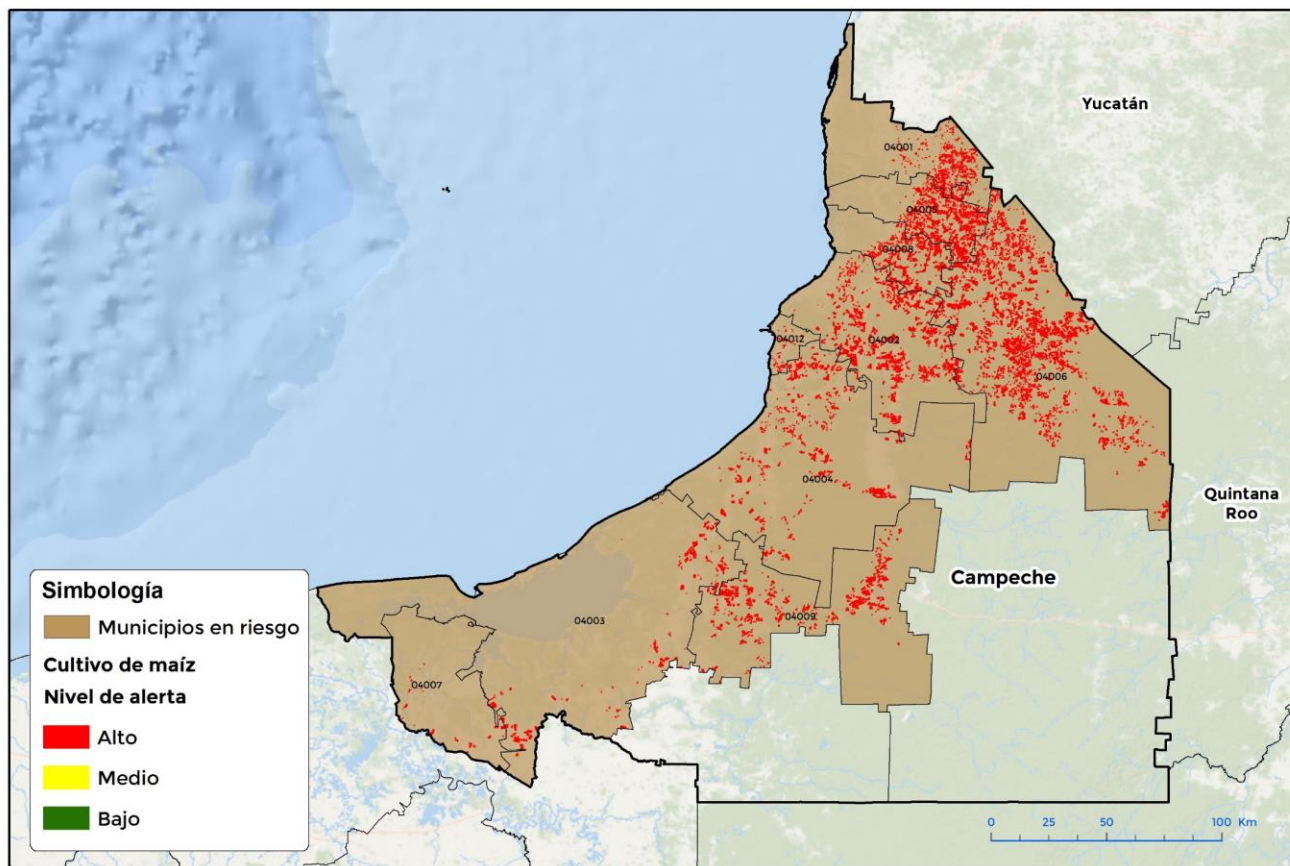 Yucatán
04001
04005
04008
04012
04002
04006
04004
Quintana
Roo
Campeche
04003
04009
04007
Simbología
Municipios en riesgo
Cultivo de maíz
Nivel de alerta
Alto
Medio
Bajo
0 25 50 100 Km